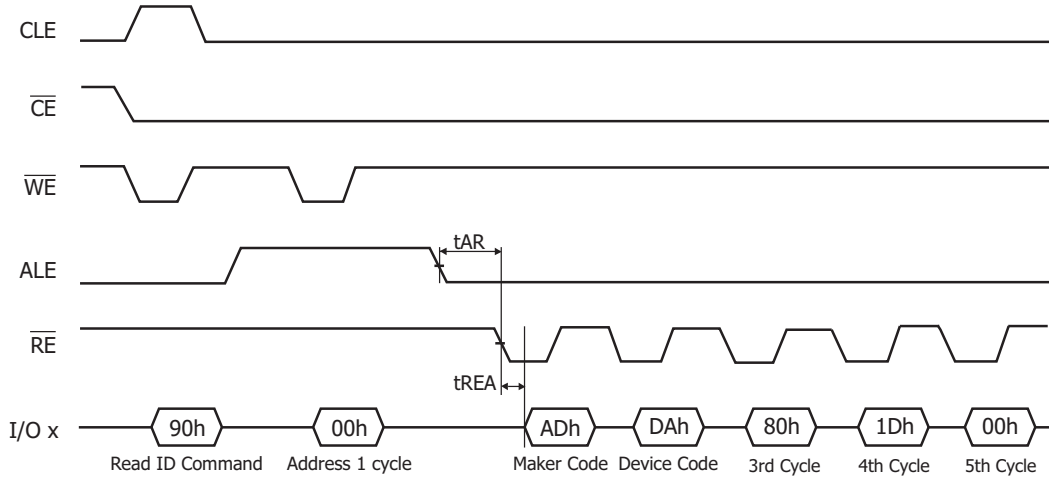 CLE
CE
WE
tAR
ALE
RE
tREA
I/O x 90h 00h ADh DAh 80h 1Dh 00h
Read ID Command Address 1 cycle Maker Code Device Code 3rd Cycle 4th Cycle 5th Cycle